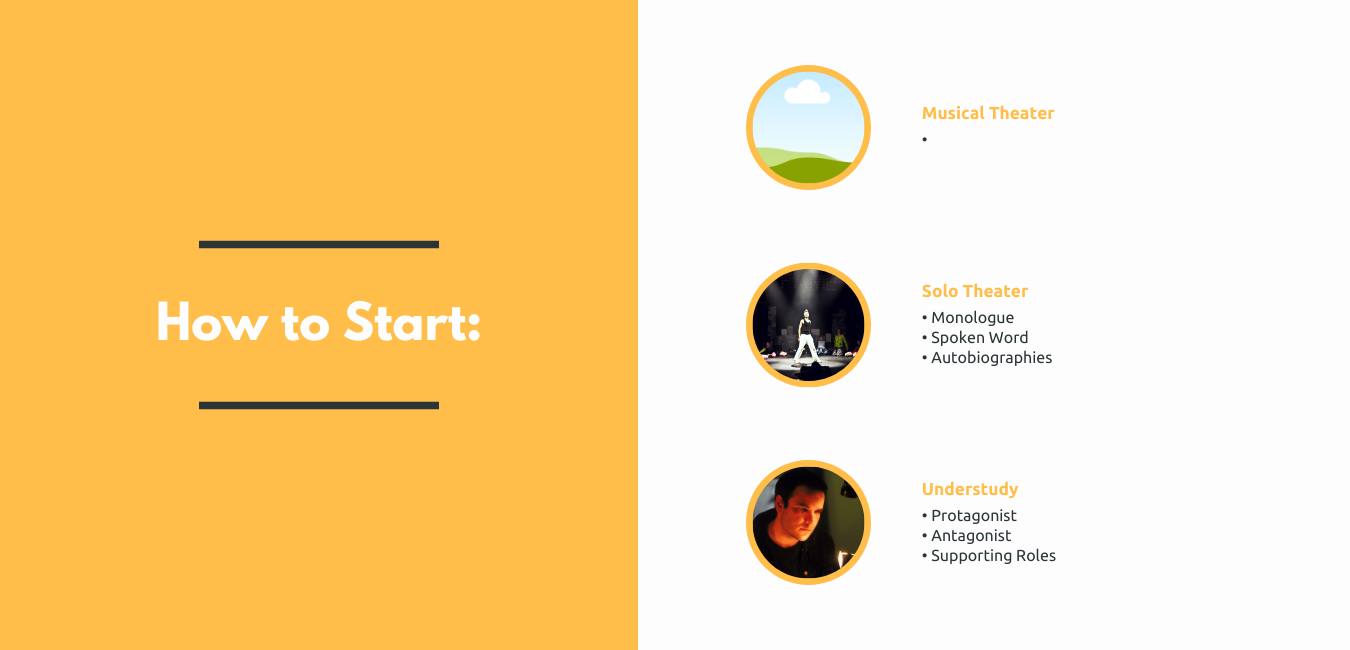 How to Start:
Musical Theater
•
Solo Theater
• Monologue
• Spoken Word
• Autobiographies
Understudy
• Protagonist
• Antagonist
• Supporting Roles